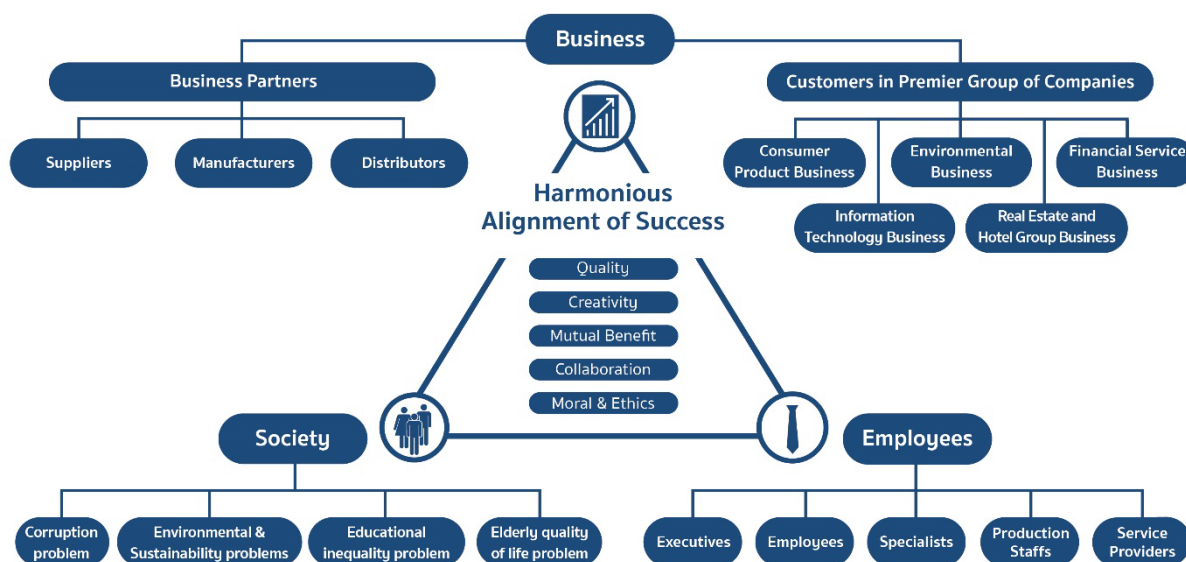 Business
Business Partners
Suppliers
Manufacturers
Distributors
Customers in Premier Group of Companies
Consumer
Product Business
Environmental
Business
Financial Service
Business
Information
Technology Business
Real Estate and
Hotel Group Business
Harmonious
Alignment of Success
Quality
Creativity
Mutual Benefit
Collaboration
Moral & Ethics
Society
Corruption
problem
Environmental &
Sustainability problems
Educational
inequality problem
Elderly quality
of life problem
Employees
Executives
Employees
Specialists
Production
Staffs
Service
Providers